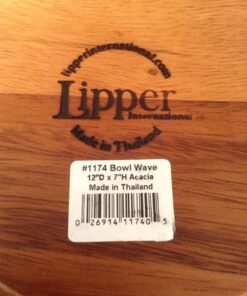 lipperinternational.com
®
Lipper
International
Made in Thailand
#1174 Bowl Wave
12"D x 7"H Acacia
Made in Thailand
0 26914 11740 5